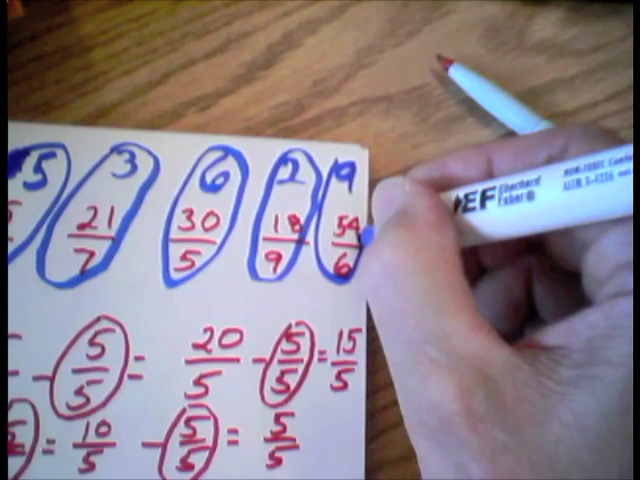 5 3 6 2 9
21/7 30/5 18/9 54/6
- 5/5 = 20/5 - 5/5 = 15/5
= 10/5 - 5/5 = 5/5
EF Eberhard Faber®